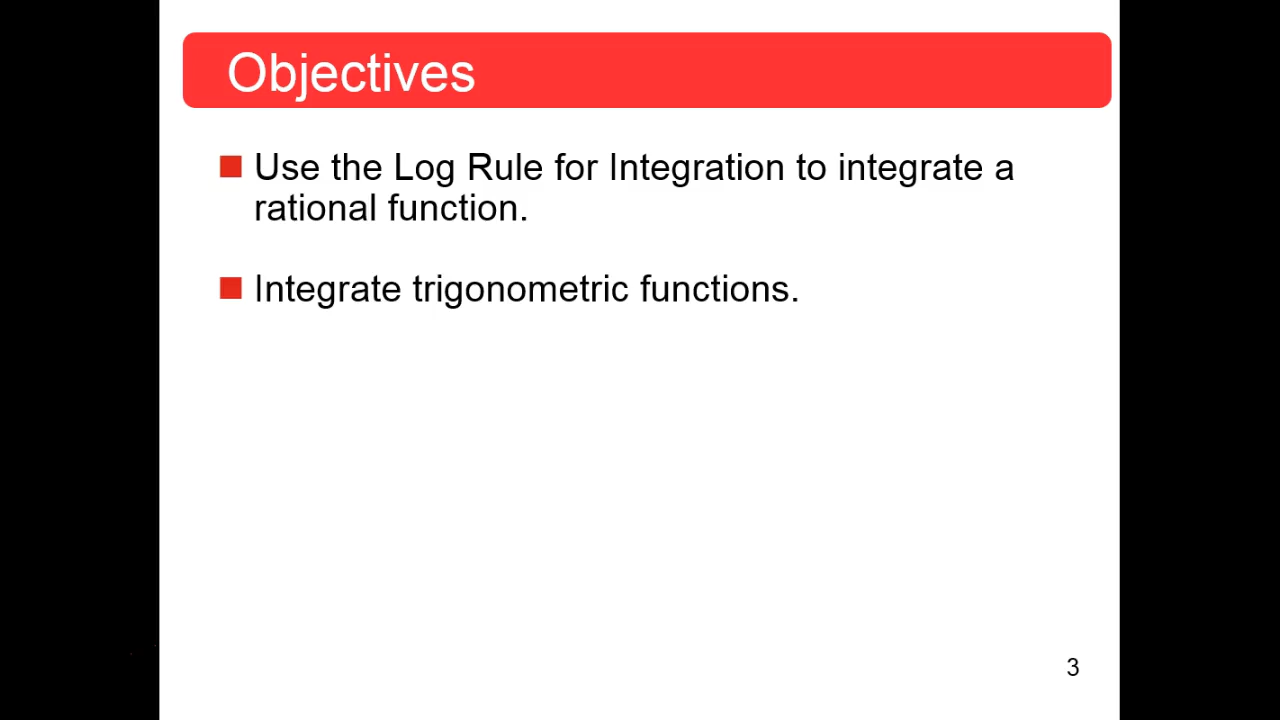 Objectives
Use the Log Rule for Integration to integrate a
rational function.
Integrate trigonometric functions.
3